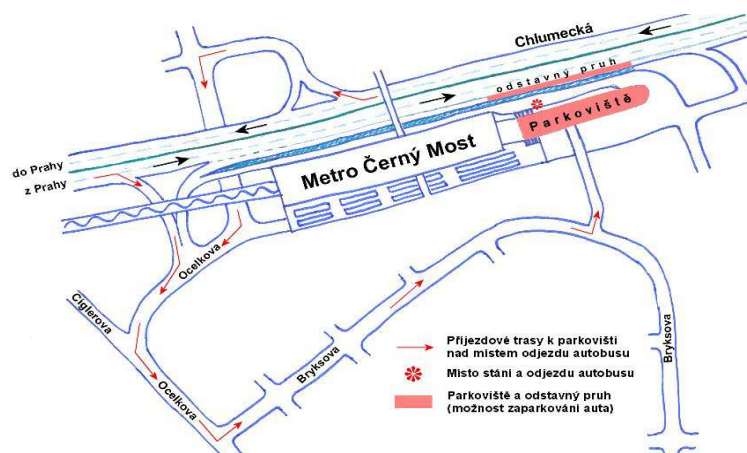 Chlumecká
odstavný pruh
Parkoviště
do Prahy
z Prahy
Metro Černý Most
Ocelkova
Ciglerova
Ocelkova
Bryksova
Bryksova
Příjezdové trasy k parkovišti
nad místem odjezdu autobusu
Místo stání a odjezdu autobusu
Parkoviště a odstavný pruh
(možnost zaparkování auta)